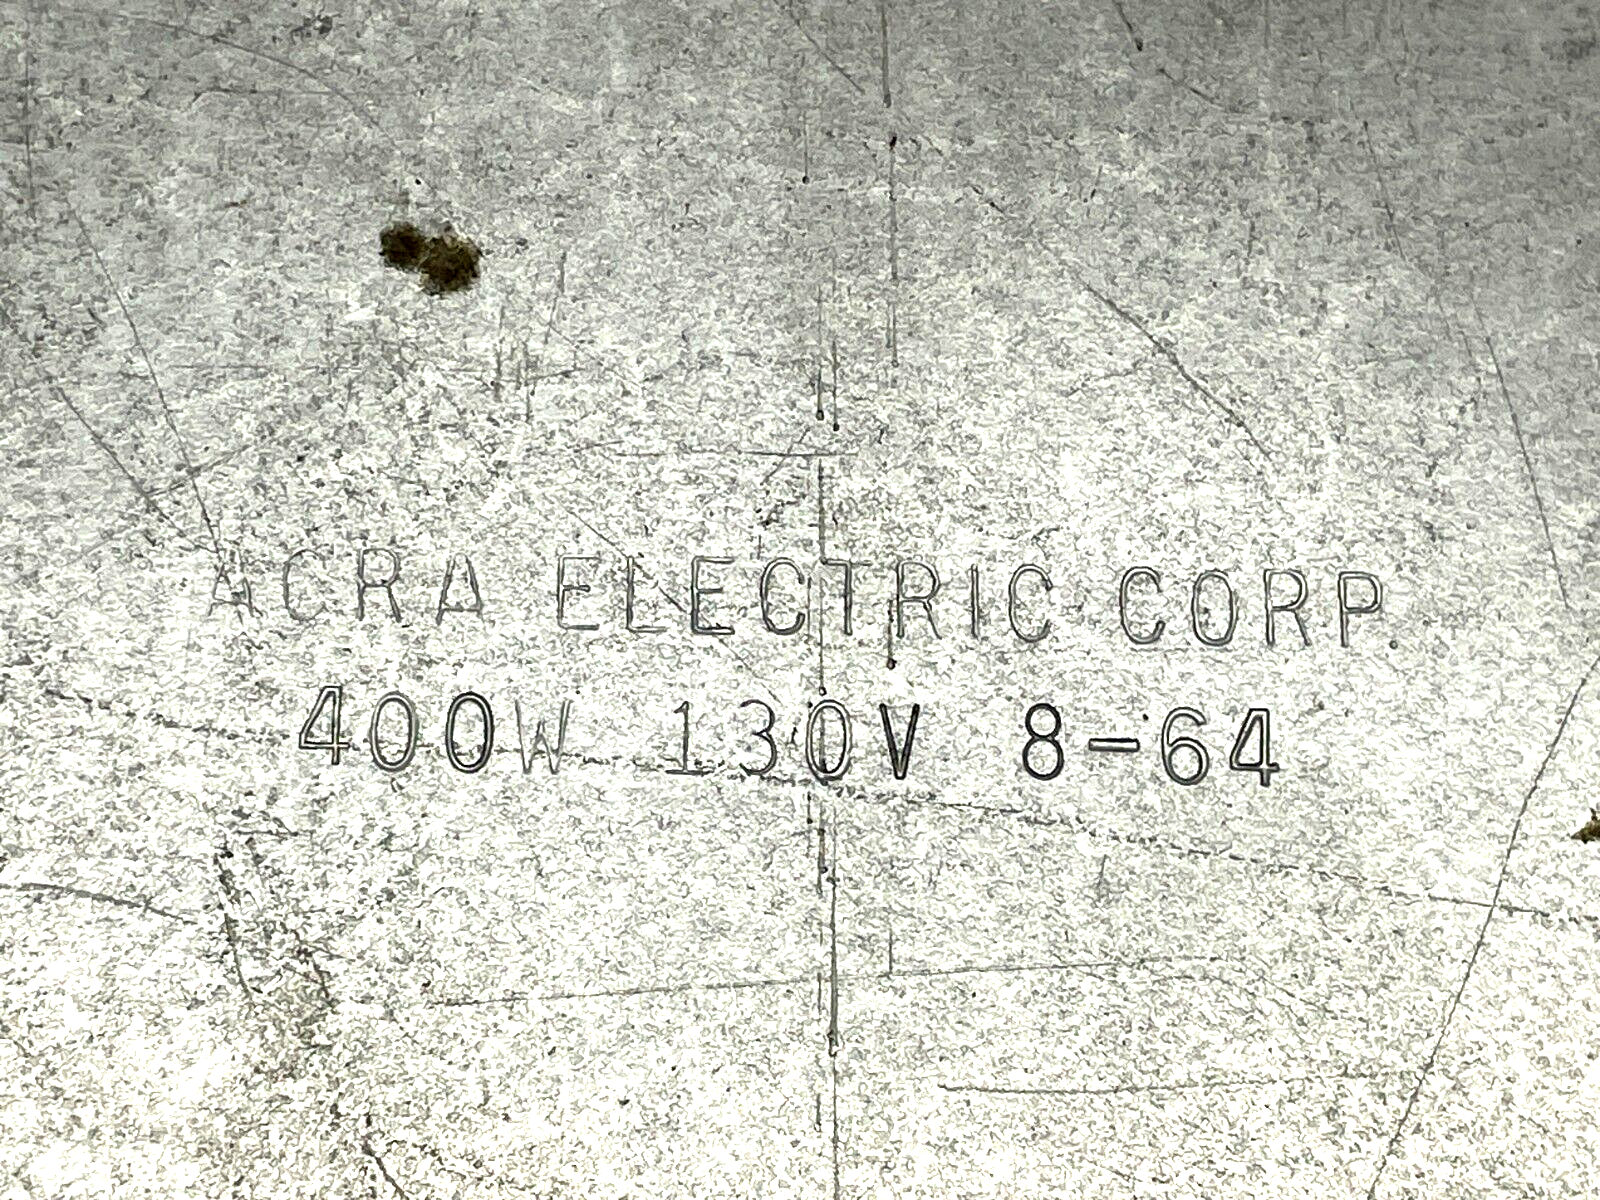 ACRA ELECTRIC CORP.
400W 130V 8-64